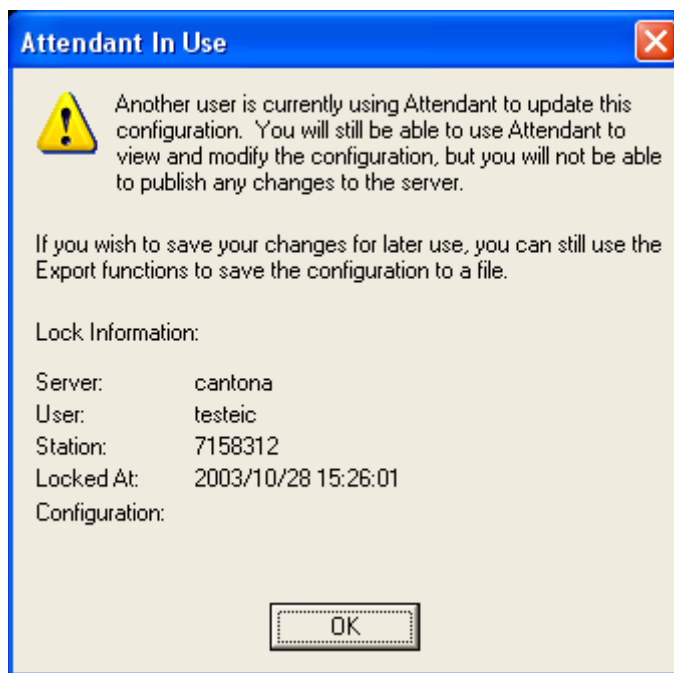 Attendant In Use
Another user is currently using Attendant to update this
configuration. You will still be able to use Attendant to
view and modify the configuration, but you will not be able
to publish any changes to the server.
If you wish to save your changes for later use, you can still use the
Export functions to save the configuration to a file.
Lock Information:
Server: cantona
User: testeic
Station: 7158312
Locked At: 2003/10/28 15:26:01
Configuration:
OK